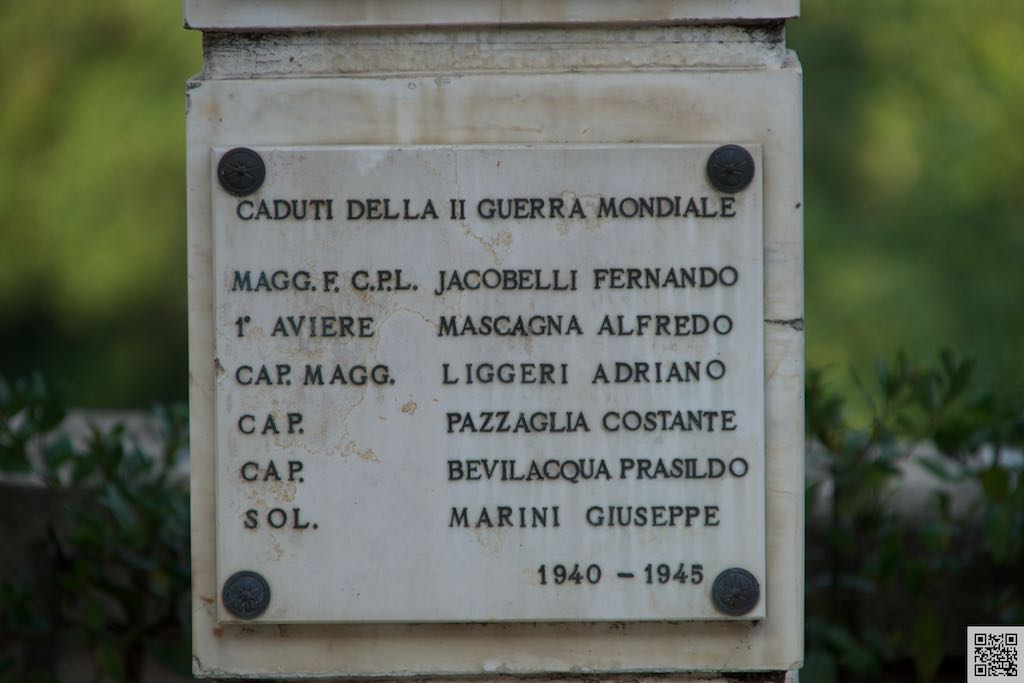 CADUTI DELLA II GUERRA MONDIALE
MAGG. F. C.P.L. JACOBELLI FERNANDO
1° AVIERE MASCAGNA ALFREDO
CAP. MAGG. LIGGERI ADRIANO
CAP. PAZZAGLIA COSTANTE
CAP. BEVILACQUA PRASILDO
SOL. MARINI GIUSEPPE
1940 - 1945